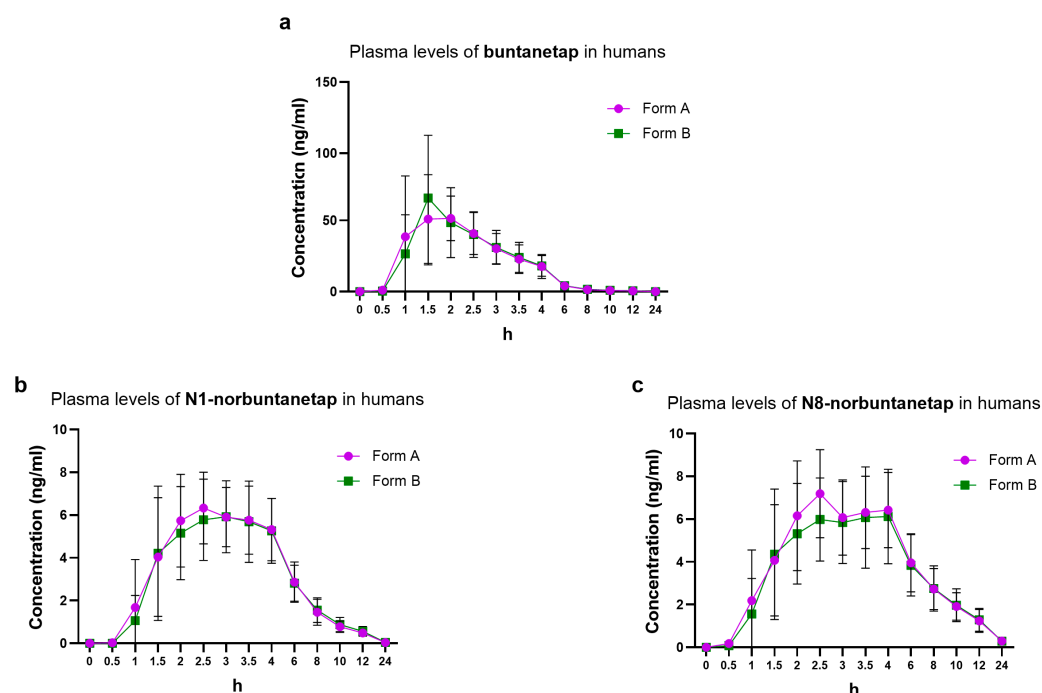 a
Plasma levels of buntanetap in humans
Concentration (ng/ml)
150
100
50
0
Form A
Form B
0 0.5 1 1.5 2 2.5 3 3.5 4 6 8 10 12 24
h
b
Plasma levels of N1-norbuntanetap in humans
Concentration (ng/ml)
10
8
6
4
2
0
Form A
Form B
0 0.5 1 1.5 2 2.5 3 3.5 4 6 8 10 12 24
h
c
Plasma levels of N8-norbuntanetap in humans
Concentration (ng/ml)
10
8
6
4
2
0
Form A
Form B
0 0.5 1 1.5 2 2.5 3 3.5 4 6 8 10 12 24
h